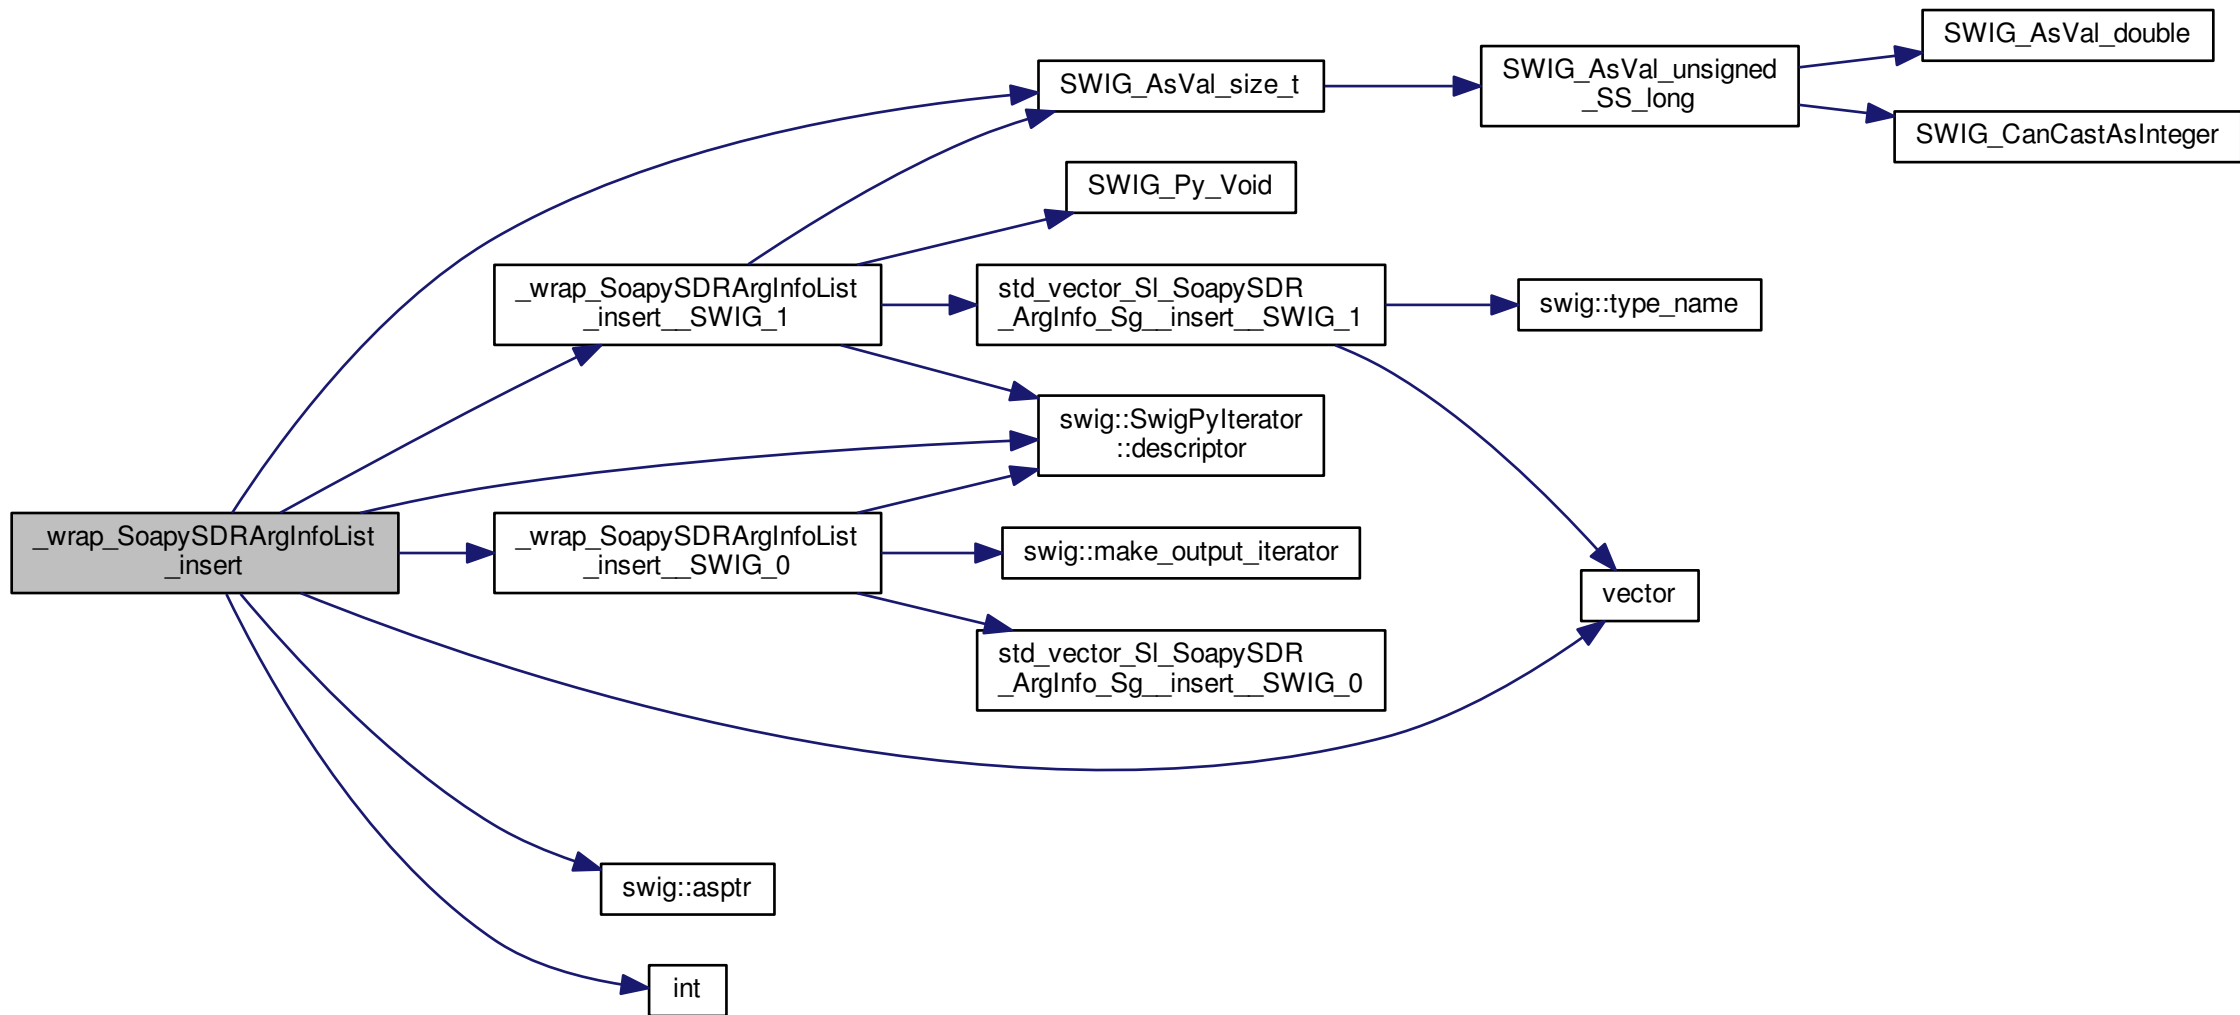 SWIG_AsVal_double
SWIG_AsVal_size_t
SWIG_AsVal_unsigned
_SS_long
SWIG_CanCastAsInteger
SWIG_Py_Void
_wrap_SoapySDRArgInfoList
_insert__SWIG_1
std_vector_Sl_SoapySDR
_ArgInfo_Sg__insert__SWIG_1
swig::type_name
swig::SwigPyIterator
::descriptor
_wrap_SoapySDRArgInfoList
_insert
_wrap_SoapySDRArgInfoList
_insert__SWIG_0
swig::make_output_iterator
vector
std_vector_Sl_SoapySDR
_ArgInfo_Sg__insert__SWIG_0
swig::asptr
int